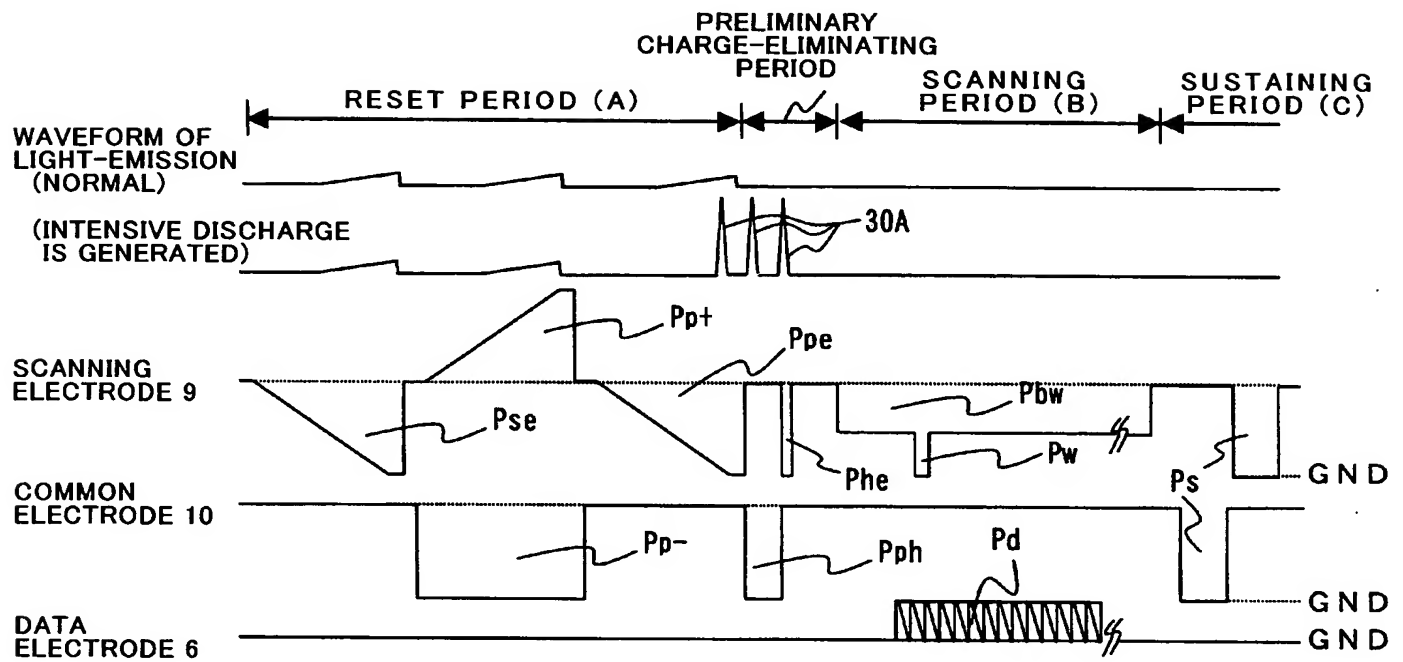 PRELIMINARY
CHARGE-ELIMINATING
PERIOD
RESET PERIOD (A)
SCANNING
PERIOD (B)
SUSTAINING
PERIOD (C)
WAVEFORM OF
LIGHT-EMISSION
(NORMAL)
(INTENSIVE DISCHARGE
IS GENERATED)
30A
Pp+
Ppe
SCANNING
ELECTRODE 9
Pse
Pbw
Phe
Pw
Ps
GND
COMMON
ELECTRODE 10
Pp-
Pph
Pd
GND
DATA
ELECTRODE 6
GND